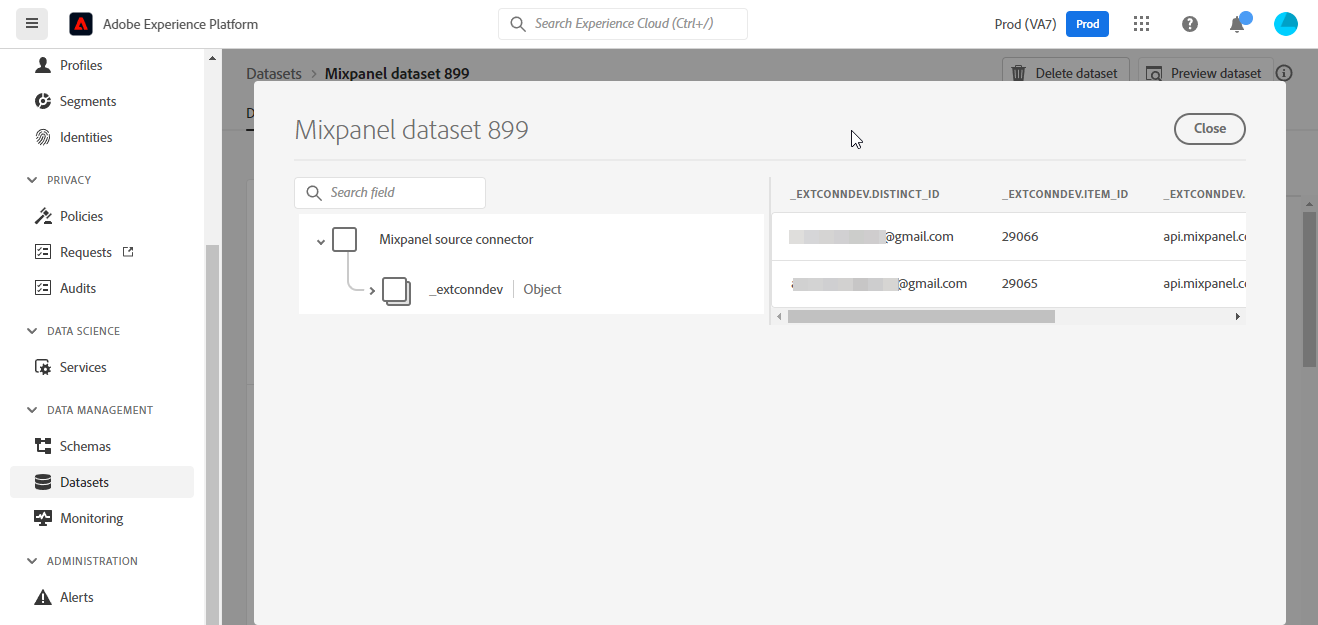 Adobe Experience Platform
Search Experience Cloud (Ctrl+/)
Prod (VA7)
Prod
Profiles
Segments
Identities
PRIVACY
Policies
Requests
Audits
DATA SCIENCE
Services
DATA MANAGEMENT
Schemas
Datasets
Monitoring
ADMINISTRATION
Alerts
Datasets > Mixpanel dataset 899
Delete dataset
Preview dataset
Mixpanel dataset 899
Close
Search field
Mixpanel source connector
_extconndev Object
_EXTCONNDEV.DISTINCT_ID _EXTCONNDEV.ITEM_ID _EXTCONNDEV.
@gmail.com 29066 api.mixpanel.c
@gmail.com 29065 api.mixpanel.c